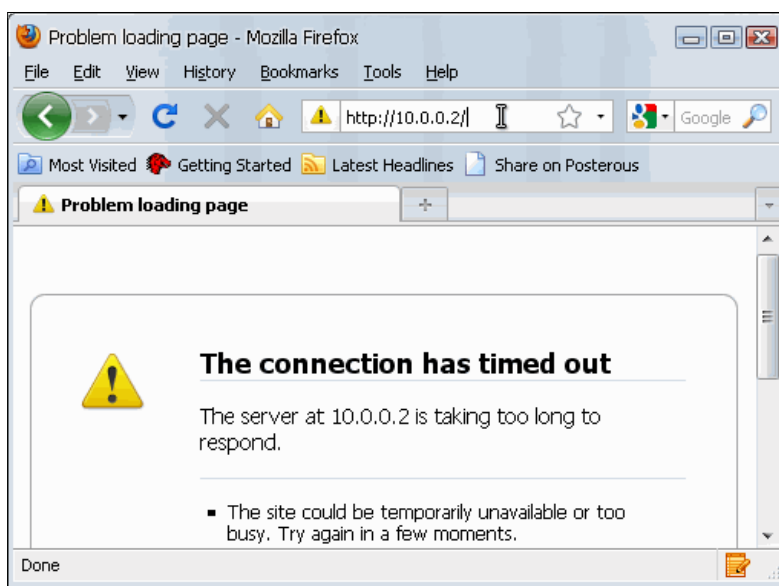 Problem loading page - Mozilla Firefox
File Edit View History Bookmarks Tools Help
http://10.0.0.2/ Google
Most Visited Getting Started Latest Headlines Share on Posterous
Problem loading page
The connection has timed out
The server at 10.0.0.2 is taking too long to
respond.
The site could be temporarily unavailable or too
busy. Try again in a few moments.
Done